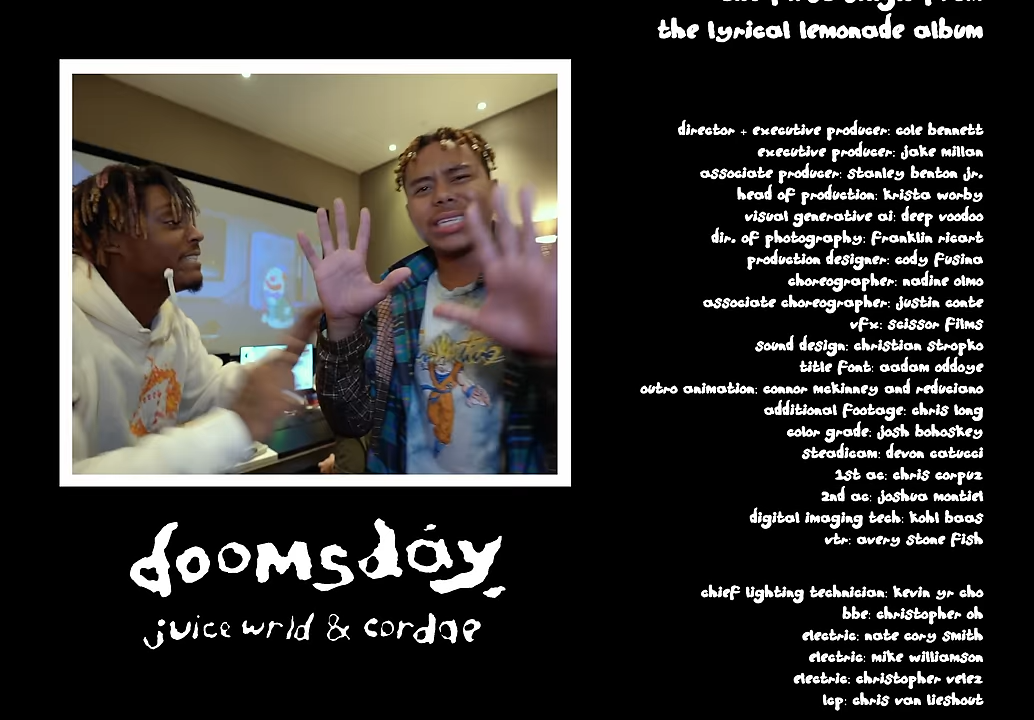 the lyrical lemonade album
director + executive producer: cole bennett
executive producer: jake millan
associate producer: stanley benton jr.
head of production: krista worby
visual generative ai: deep voodoo
dir. of photography: franklin ricart
production designer: cody fusina
choreographer: nadine olmo
associate choreographer: justin conte
vfx: scissor films
sound design: christian stropko
title font: aadam oddoye
outro animation: connor mckinney and reduciano
additional footage: chris long
color grade: josh bohoskey
steadicam: devon catucci
1st ac: chris corpuz
2nd ac: joshua montiel
digital imaging tech: kohl baas
vtr: avery stone fish
chief lighting technician: kevin yr cho
bbe: christopher oh
electric: nate cory smith
electric: mike williamson
electric: christopher velez
lcp: chris van lieshout
doomsday.
juice wrld & cordae